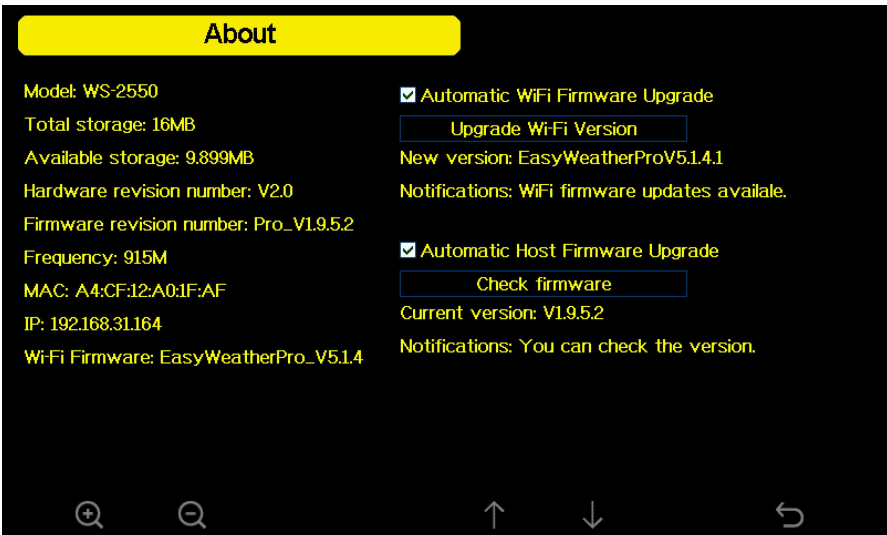 About
Model: WS-2550
Total storage: 16MB
Available storage: 9.899MB
Hardware revision number: V2.0
Firmware revision number: Pro_V1.9.5.2
Frequency: 915M
MAC: A4:CF:12:A0:1F:AF
IP: 192.168.31.164
Wi-Fi Firmware: EasyWeatherPro_V5.1.4
Automatic WiFi Firmware Upgrade
Upgrade Wi-Fi Version
New version: EasyWeatherProV5.1.4.1
Notifications: WiFi firmware updates availale.
Automatic Host Firmware Upgrade
Check firmware
Current version: V1.9.5.2
Notifications: You can check the version.